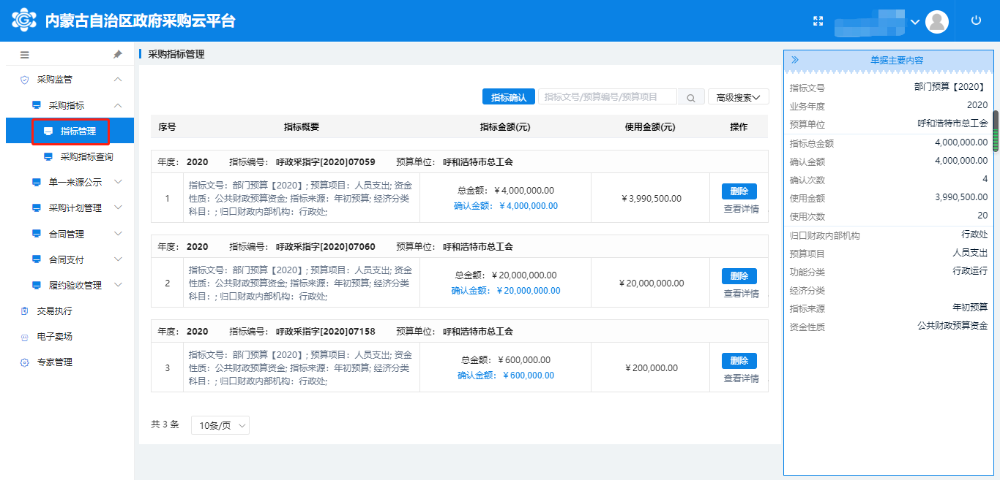 内蒙古自治区政府采购云平台
采购监管
采购指标
指标管理
采购指标查询
单一来源公示
采购计划管理
合同管理
合同支付
履约验收管理
交易执行
电子卖场
专家管理
采购指标管理
指标确认 指标文号/预算编号/预算项目 高级搜索
序号 指标概要 指标金额(元) 使用金额(元) 操作
年度： 2020 指标编号： 呼政采指字[2020]07059 预算单位： 呼和浩特市总工会
1
指标文号：部门预算【2020】; 预算项目：人员支出; 资金
性质：公共财政预算资金; 指标来源：年初预算; 经济分类
科目：; 归口财政内部机构：行政处;
总金额：￥4,000,000.00
确认金额：￥4,000,000.00
￥3,990,500.00
删除
查看详情
年度： 2020 指标编号： 呼政采指字[2020]07060 预算单位： 呼和浩特市总工会
2
指标文号：部门预算【2020】; 预算项目：人员支出; 资金
性质：公共财政预算资金; 指标来源：年初预算; 经济分类
科目：; 归口财政内部机构：行政处;
总金额：￥20,000,000.00
确认金额：￥20,000,000.00
￥20,000,000.00
删除
查看详情
年度： 2020 指标编号： 呼政采指字[2020]07158 预算单位： 呼和浩特市总工会
3
指标文号：部门预算【2020】; 预算项目：人员支出; 资金
性质：公共财政预算资金; 指标来源：年初预算; 经济分类
科目：; 归口财政内部机构：行政处;
总金额：￥600,000.00
确认金额：￥600,000.00
￥200,000.00
删除
查看详情
共 3 条 10条/页
单据主要内容
指标文号 部门预算【2020】
业务年度 2020
预算单位 呼和浩特市总工会
指标总金额 4,000,000.00
确认金额 4,000,000.00
确认次数 4
使用金额 3,990,500.00
使用次数 20
归口财政内部机构 行政处
预算项目 人员支出
功能分类 行政运行
经济分类
指标来源 年初预算
资金性质 公共财政预算资金